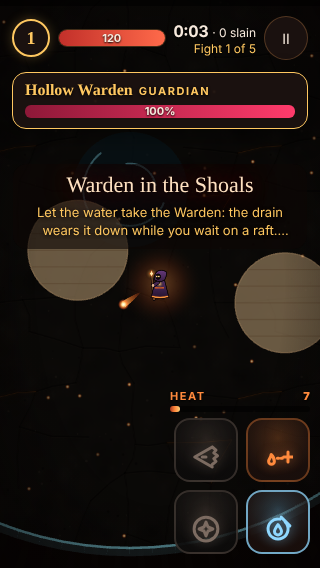 1
120
0:03 · 0 slain
Fight 1 of 5
Hollow Warden GUARDIAN
100%
Warden in the Shoals
Let the water take the Warden: the drain
wears it down while you wait on a raft....
HEAT 7